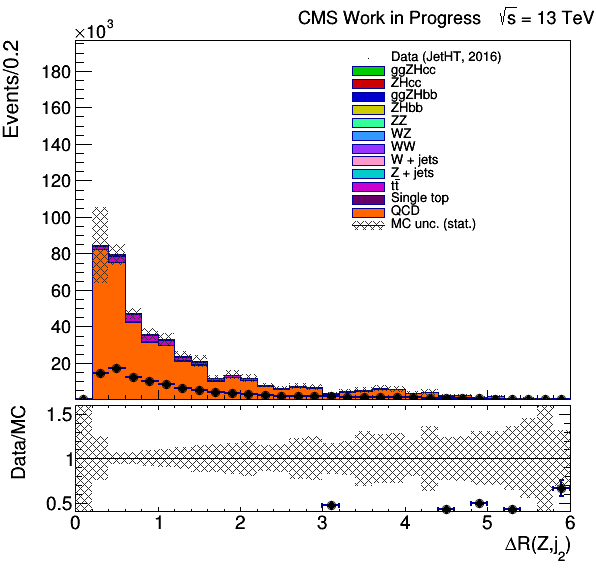 CMS Work in Progress √s = 13 TeV
×10³
Events/0.2
Data (JetHT, 2016)
ggZHcc
ZHcc
ggZHbb
ZHbb
ZZ
WZ
WW
W + jets
Z + jets
tt̄
Single top
QCD
MC unc. (stat.)
180
160
140
120
100
80
60
40
20
Data/MC
1.5
1
0.5
0 1 2 3 4 5 6
ΔR(Z,j₂)